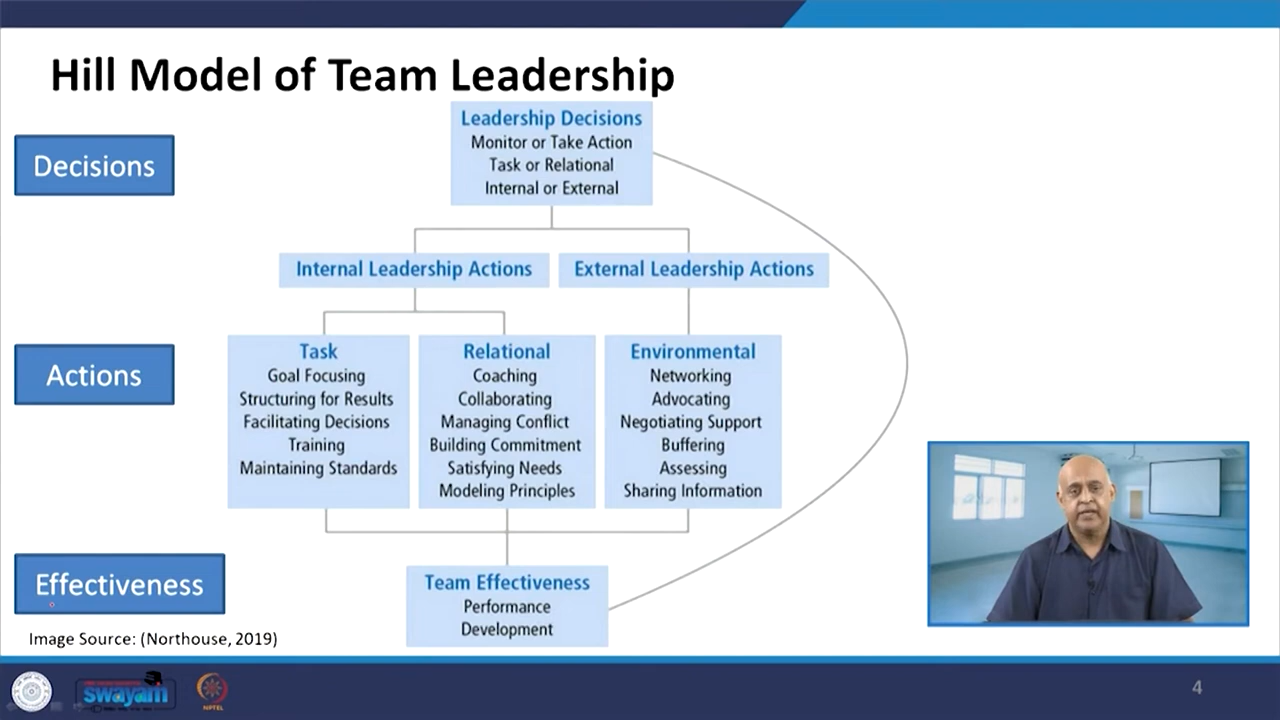 Hill Model of Team Leadership
Decisions
Leadership Decisions
Monitor or Take Action
Task or Relational
Internal or External
Internal Leadership Actions
External Leadership Actions
Actions
Task
Goal Focusing
Structuring for Results
Facilitating Decisions
Training
Maintaining Standards
Relational
Coaching
Collaborating
Managing Conflict
Building Commitment
Satisfying Needs
Modeling Principles
Environmental
Networking
Advocating
Negotiating Support
Buffering
Assessing
Sharing Information
Effectiveness
Team Effectiveness
Performance
Development
Image Source: (Northouse, 2019)
swayam
NPTEL
4